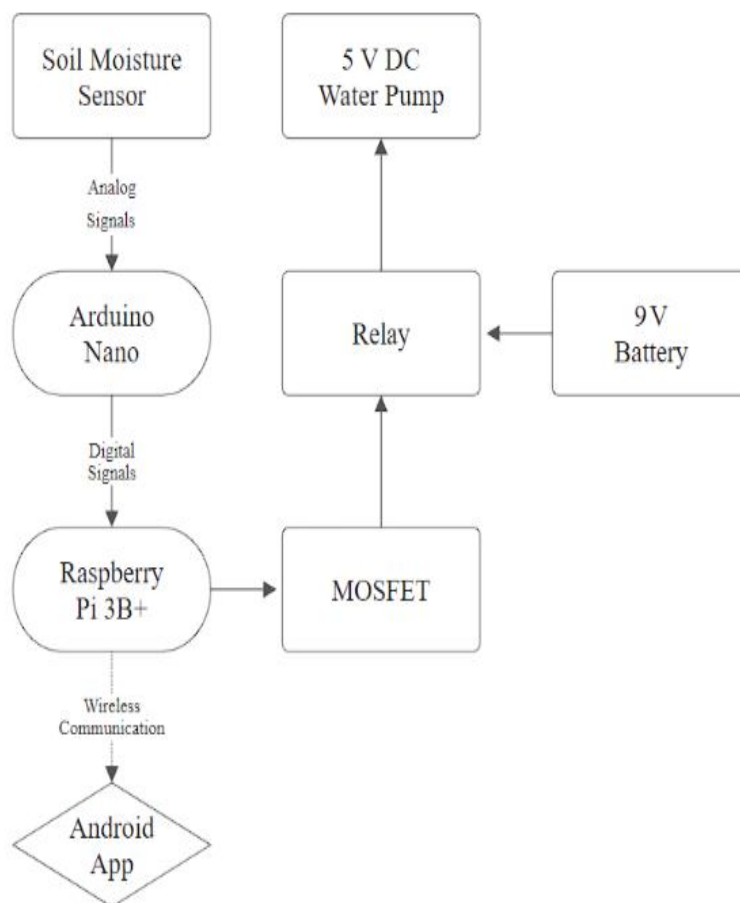 Soil Moisture
Sensor
5 V DC
Water Pump
Analog
Signals
Arduino
Nano
Relay
9 V
Battery
Digital
Signals
Raspberry
Pi 3B+
MOSFET
Wireless
Communication
Android
App